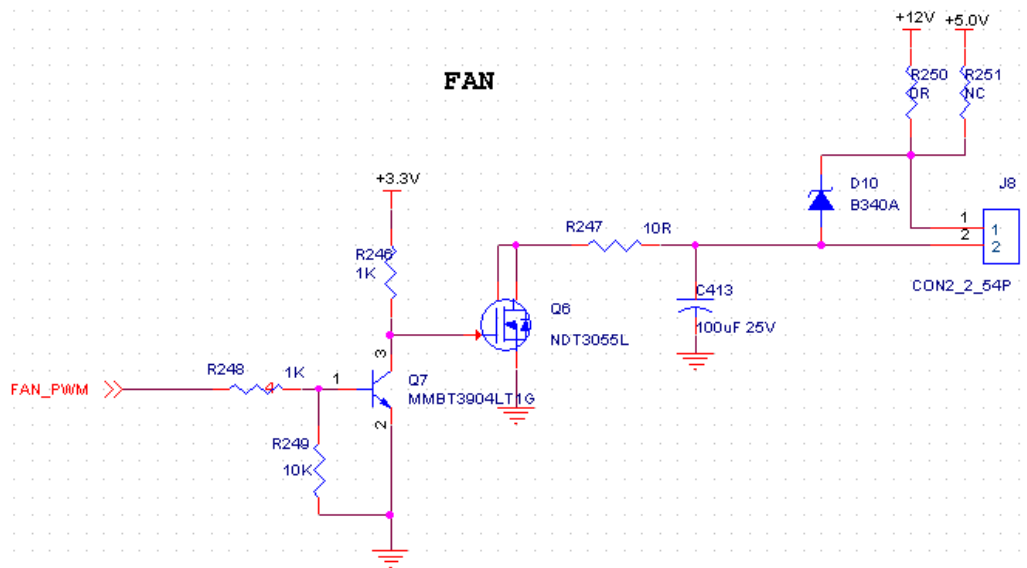 +12V
+5.0V
FAN
R250
0R
R251
NC
+3.3V
D10
B340A
J8
R246
1K
R247
10R
1
2
1
2
CON2_2_54P
C413
100uF 25V
Q6
NDT3055L
3
R248
1K
4
1
Q7
MMBT3904LT1G
FAN_PWM
2
R249
10K